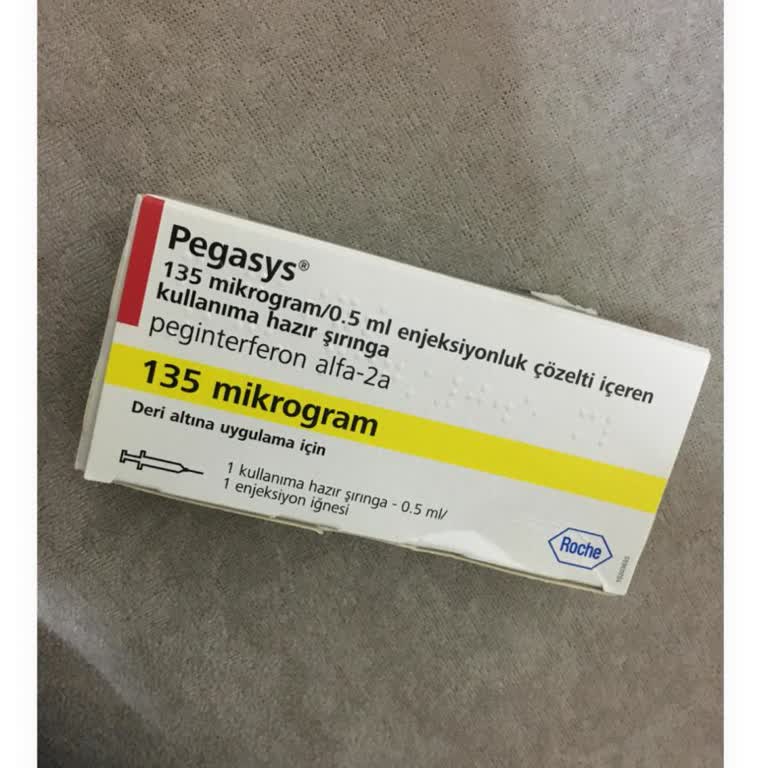 Pegasys®
135 mikrogram/0.5 ml enjeksiyonluk çözelti içeren
kullanıma hazır şırınga
peginterferon alfa-2a
135 mikrogram
Deri altına uygulama için
1 kullanıma hazır şırınga - 0.5 ml/
1 enjeksiyon iğnesi
Roche